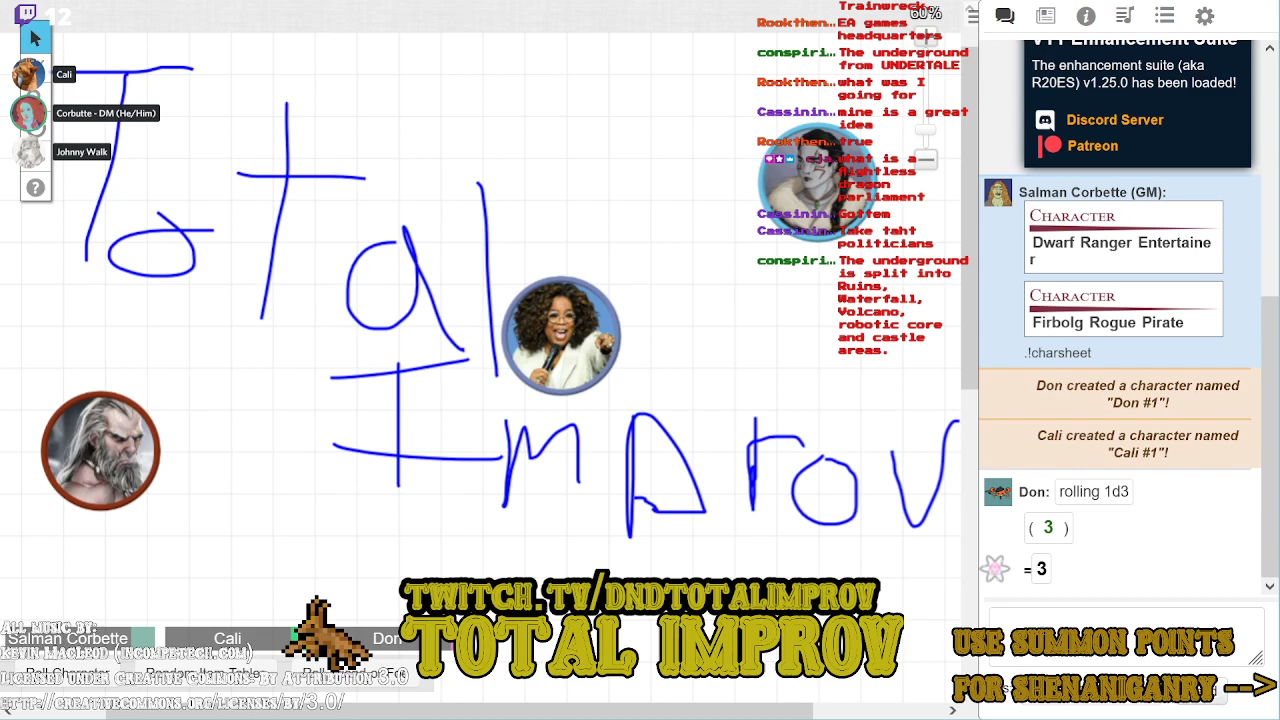 12
60%
Cali
Corbutte - DM (He/Him)
Johnny Walk
Total
Improv
Trainwreck
Rookthen… EA games
headquarters
conspiri… The underground
from UNDERTALE
Rookthen… what was I
going for
Cassinin… mine is a great
idea
Rookthen… true
what is a
flightless
dragon
parliament
Cassinin… Gottem
Cassinin… Take taht
politicians
conspiri… The underground
is split into
Ruins,
Waterfall,
Volcano,
robotic core
and castle
areas.
The enhancement suite (aka
R20ES) v1.25.0 has been loaded!
Discord Server
Patreon
Salman Corbette (GM):
Character
Dwarf Ranger Entertaine
r
Character
Firbolg Rogue Pirate
.!charsheet
Don created a character named
"Don #1"!
Cali created a character named
"Cali #1"!
Don: rolling 1d3
( 3 )
= 3
All music by:
Salman Corbette
Cali
Don
Kevin MacLeod (incompetech.com)
Licensed under Creative Commons: By Attribution 3.0
http://creativecommons.org/licenses/by/3.0/
twitch.tv/dndtotalimprov
Total Improv
Use Summon Points
for Shenaniganry -->